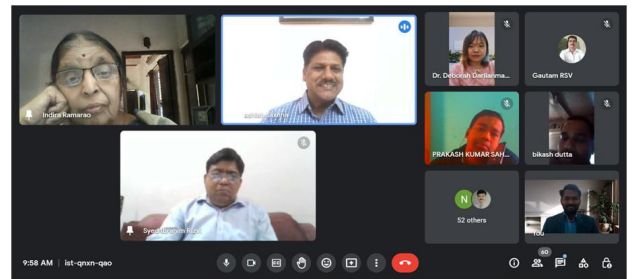 Indira Ramarao
Dr. Deborah Darlianma...
Gautam RSV
PRAKASH KUMAR SAH...
bikash dutta
N
52 others
You
60
9:58 AM | ist-qnxn-qao